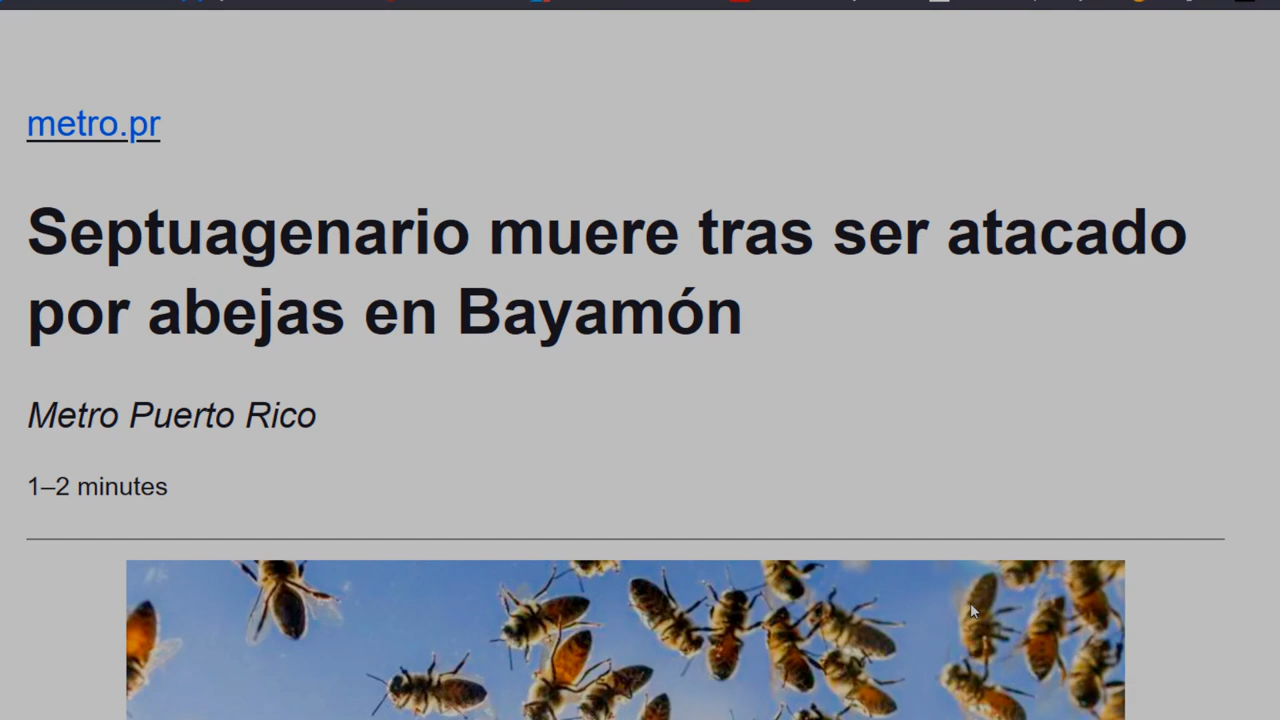 metro.pr
Septuagenario muere tras ser atacado
por abejas en Bayamón
Metro Puerto Rico
1–2 minutes